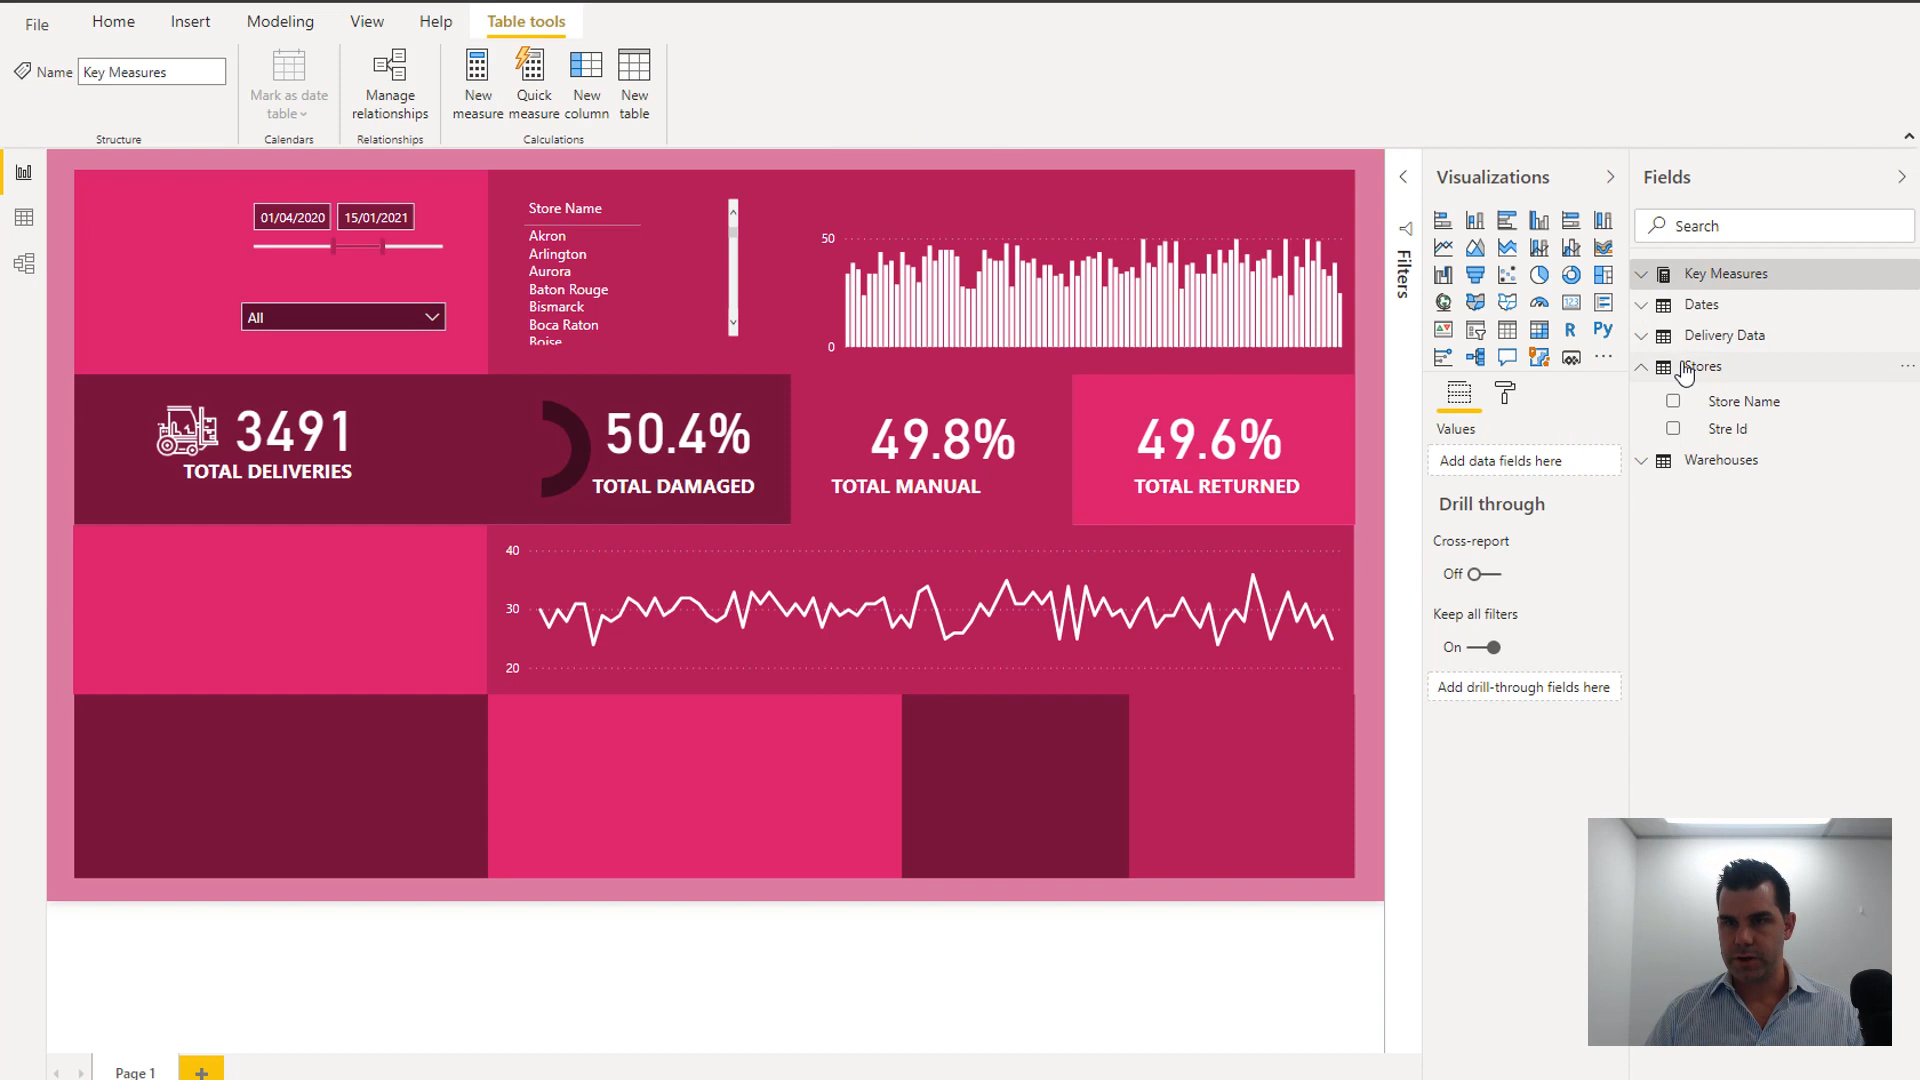 File Home Insert Modeling View Help Table tools
Name Key Measures
Mark as date table
Manage relationships
New measure
Quick measure
New column
New table
Structure Calendars Relationships Calculations
01/04/2020 15/01/2021
All
Store Name
Akron
Arlington
Aurora
Baton Rouge
Bismarck
Boca Raton
Boise
50
0
3491
TOTAL DELIVERIES
50.4%
TOTAL DAMAGED
49.8%
TOTAL MANUAL
49.6%
TOTAL RETURNED
40
30
20
Filters
Visualizations
123
R Py
Values
Add data fields here
Drill through
Cross-report
Off
Keep all filters
On
Add drill-through fields here
Fields
Search
Key Measures
Dates
Delivery Data
Stores
Store Name
Stre Id
Warehouses
Page 1